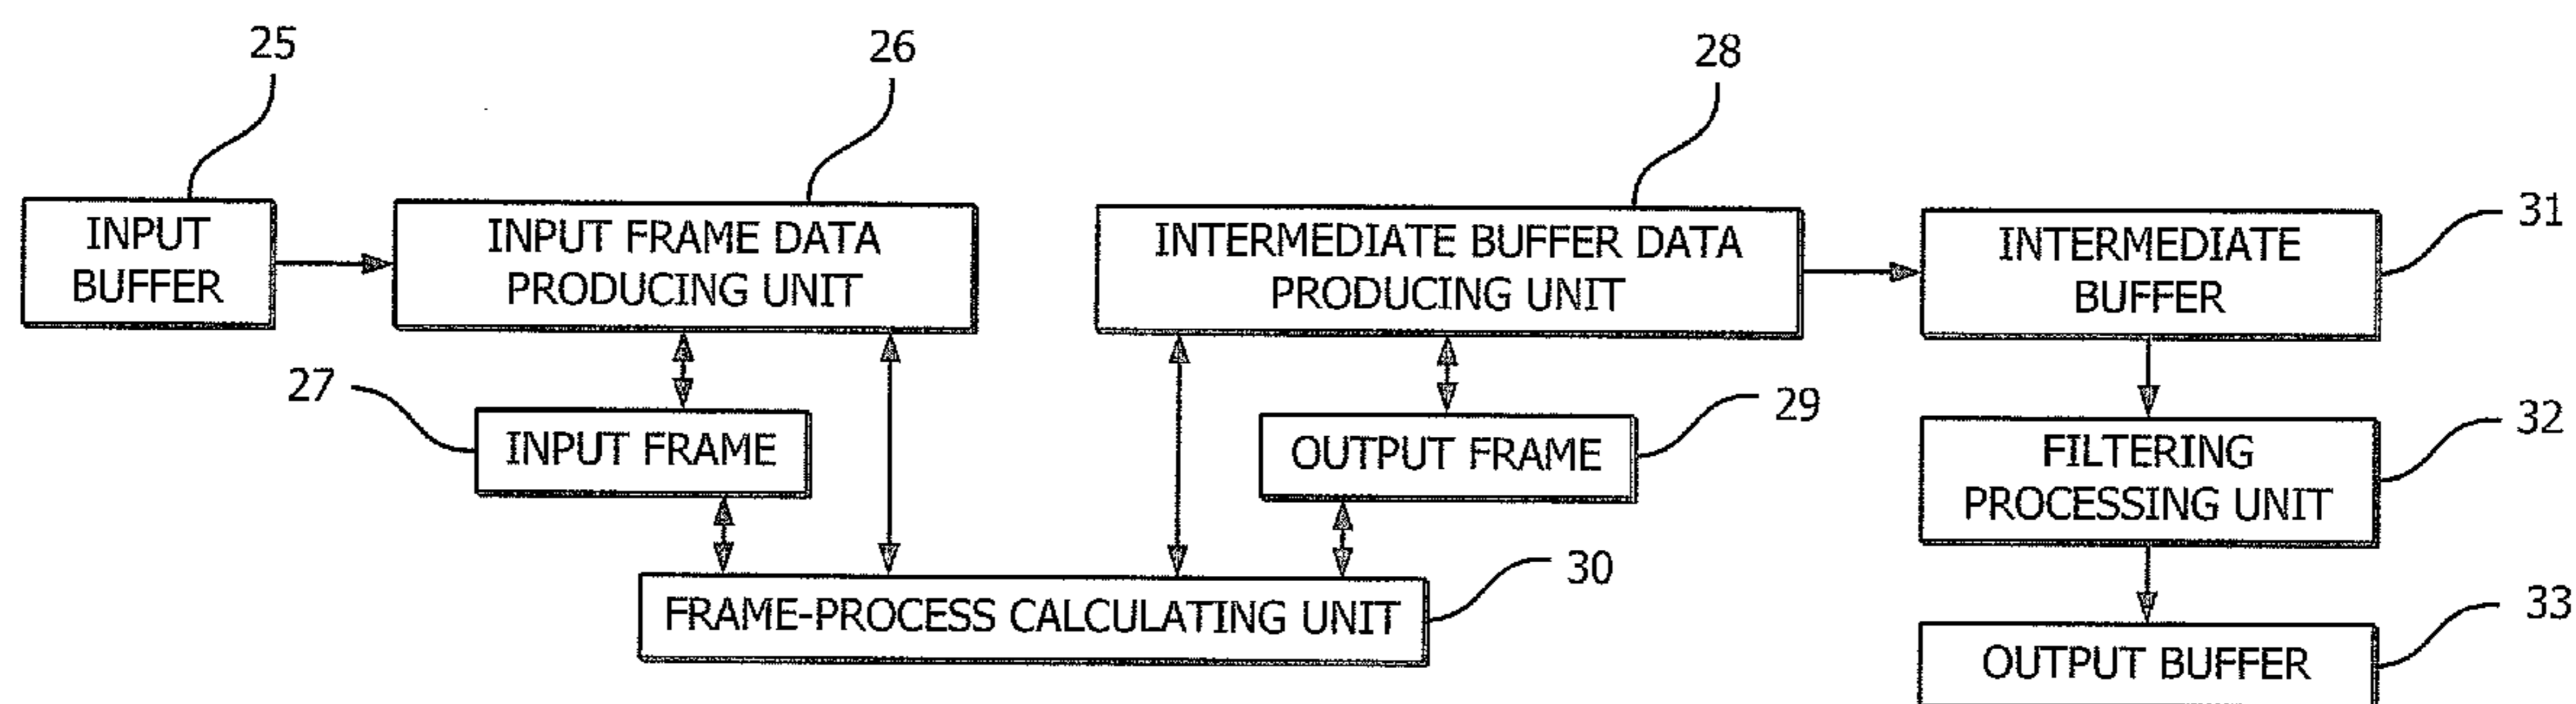 25
26
28
INPUT
BUFFER
INPUT FRAME DATA
PRODUCING UNIT
INTERMEDIATE BUFFER DATA
PRODUCING UNIT
INTERMEDIATE
BUFFER
31
27
INPUT FRAME
OUTPUT FRAME
29
FILTERING
PROCESSING UNIT
32
FRAME-PROCESS CALCULATING UNIT
30
OUTPUT BUFFER
33